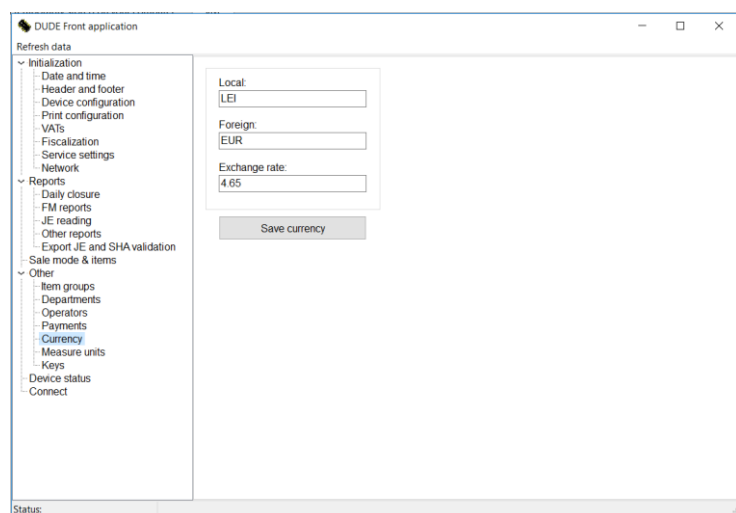 DUDE Front application
Refresh data
Initialization
Date and time
Header and footer
Device configuration
Print configuration
VATs
Fiscalization
Service settings
Network
Reports
Daily closure
FM reports
JE reading
Other reports
Export JE and SHA validation
Sale mode & items
Other
Item groups
Departments
Operators
Payments
Currency
Measure units
Keys
Device status
Connect
Local:
LEI
Foreign:
EUR
Exchange rate:
4.65
Save currency
Status: